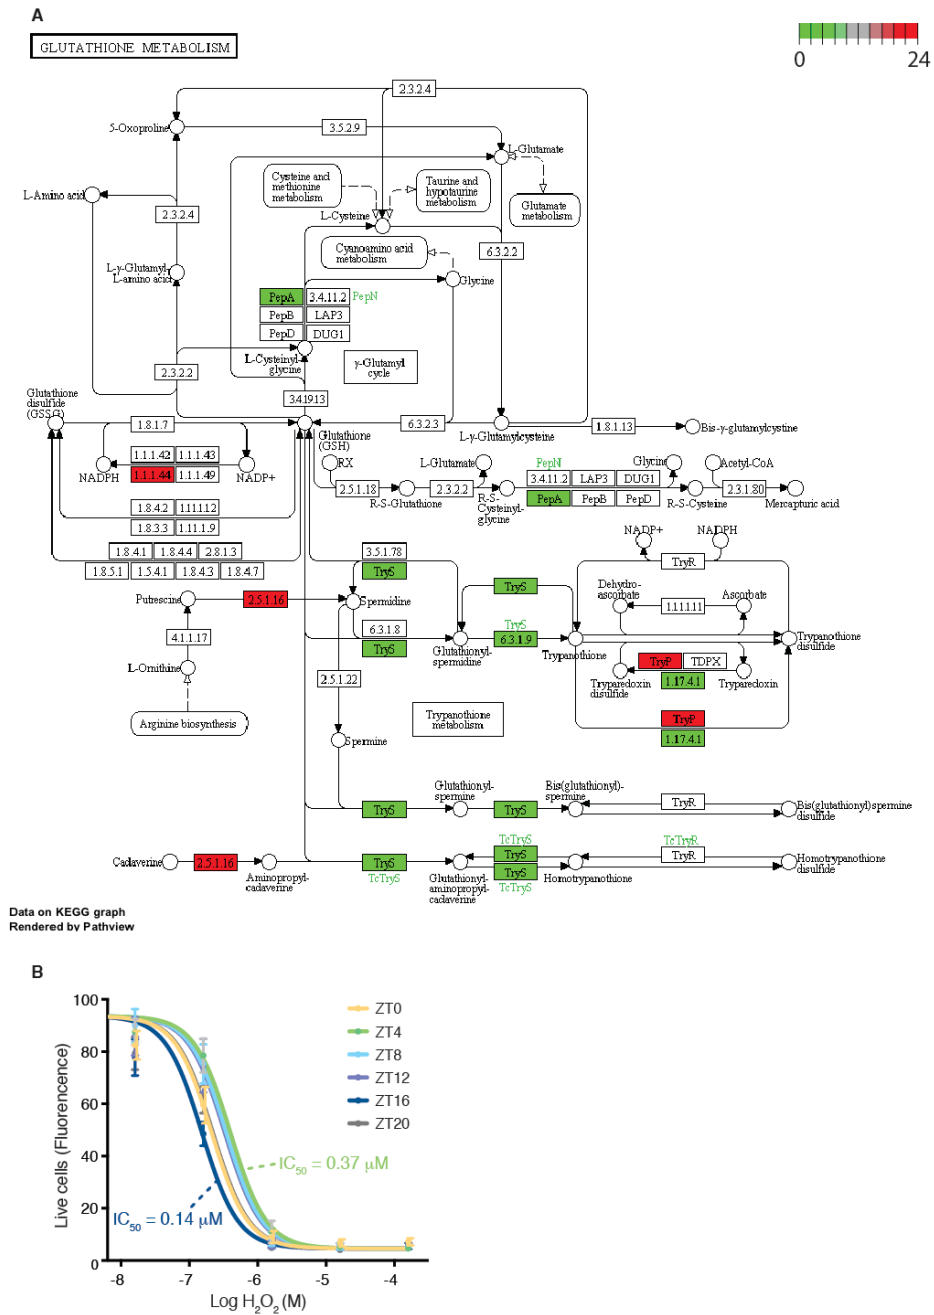 A
GLUTATHIONE METABOLISM
0 24
2.3.2.4
5-Oxoproline
3.5.2.9
L-Glutamate
Cysteine and
methionine
metabolism
Taurine and
hypotaurine
metabolism
Glutamate
metabolism
L-Amino acid
2.3.2.4
L-Cysteine
6.3.2.2
Cyanoamino acid
metabolism
L-γ-Glutamyl-
L-amino acid
Glycine
PepA 3.4.11.2 PepN
PepB LAP3
PepD DUG1
L-Cysteinyl-
glycine
γ-Glutamyl
cycle
2.3.2.2
3.4.19.13
Glutathione
disulfide
(GSSG)
1.8.1.7
Glutathione
(GSH)
6.3.2.3
L-γ-Glutamylcysteine
1.8.1.13
Bis-γ-glutamylcystine
1.1.1.42 1.1.1.43
1.1.1.44 1.1.1.49
NADPH
NADP+
RX
2.5.1.18
R-S-Glutathione
L-Glutamate
2.3.2.2
R-S-
Cysteinyl-
glycine
PepN
3.4.11.2 LAP3 DUG1
PepA PepB PepD
Glycine
R-S-Cysteine
Acetyl-CoA
2.3.1.80
Mercapturic acid
1.8.4.2 1.11.1.12
1.8.3.3 1.11.1.9
1.8.4.1 1.8.4.4 2.8.1.3
1.8.5.1 1.5.4.1 1.8.4.3 1.8.4.7
3.5.1.78
TryS
NADP+
NADPH
TryR
Putrescine
2.5.1.16
Spermidine
TryS
Dehydro-
ascorbate
Ascorbate
1.11.1.11
4.1.1.17
6.3.1.8
TryS
Glutathionyl-
spermidine
TryS
6.3.1.9
Trypanothione
Trypanothione
disulfide
L-Ornithine
2.5.1.22
TryP TDPX
1.17.4.1
Tryparedoxin
disulfide
Tryparedoxin
Arginine biosynthesis
Trypanothione
metabolism
TryP
1.17.4.1
Spermine
TryS
Glutathionyl-
spermine
TryS
Bis(glutathionyl)-
spermine
TryR
Bis(glutathionyl)spermine
disulfide
Cadaverine
2.5.1.16
Aminopropyl-
cadaverine
TryS
TcTryS
Glutathionyl-
aminopropyl-
cadaverine
TcTryS
TryS
TryS
TcTryS
Homotrypanothione
TcTryR
TryR
Homotrypanothione
disulfide
Data on KEGG graph
Rendered by Pathview
B
Live cells (Fluorencence)
100
80
60
40
20
0
ZT0
ZT4
ZT8
ZT12
ZT16
ZT20
IC50 = 0.37 μM
IC50 = 0.14 μM
-8 -7 -6 -5 -4
Log H2O2 (M)